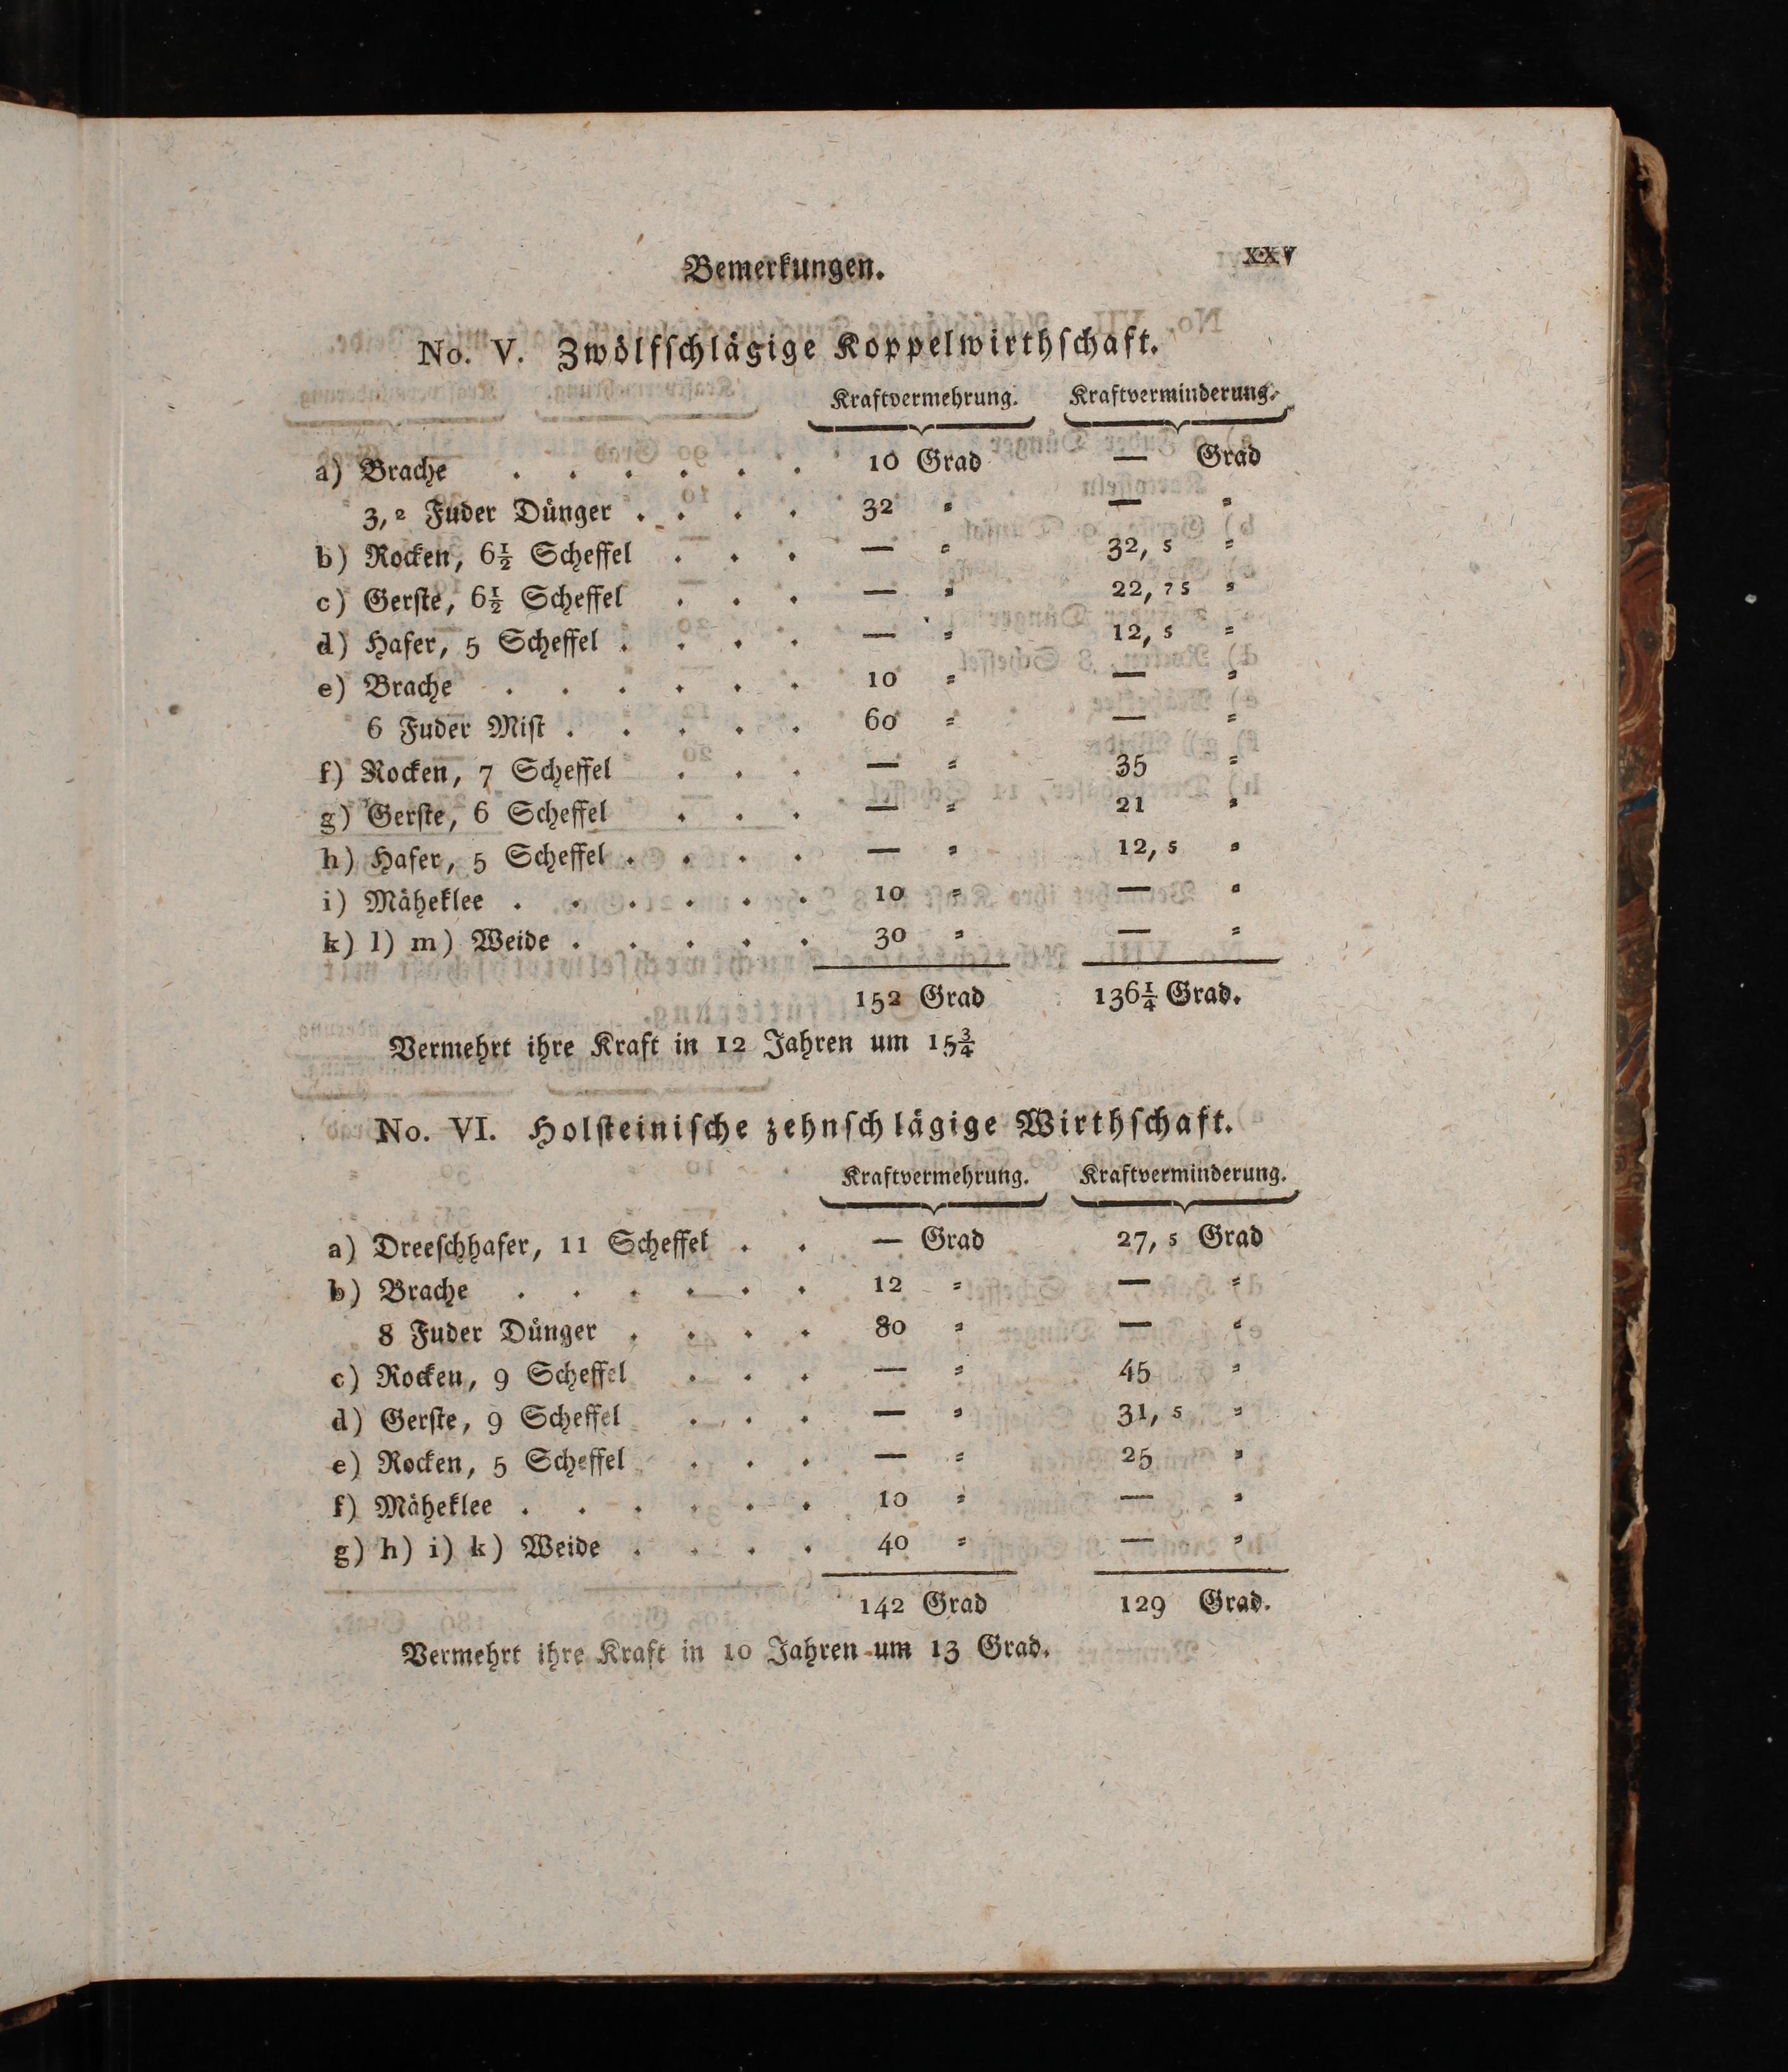 Bemerkungen. XXV
No. V. Zwölfschlägige Koppelwirthschaft.
Kraftvermehrung. Kraftverminderung.
a) Brache . . . . . . 10 Grad — Grad
3,2 Fuder Dünger . . . . 32 = — =
b) Rocken, 6½ Scheffel . . . — = 32,5 =
c) Gerste, 6½ Scheffel . . . — = 22,75 =
d) Hafer, 5 Scheffel . . . . — = 12,5 =
e) Brache . . . . . . 10 = — =
6 Fuder Mist . . . . . 60 = — =
f) Rocken, 7 Scheffel . . . — = 35 =
g) Gerste, 6 Scheffel . . . — = 21 =
h) Hafer, 5 Scheffel . . . . — = 12,5 =
i) Mäheklee . . . . . . 10 = — =
k) l) m) Weide . . . . . 30 = — =
152 Grad 136¼ Grad.
Vermehrt ihre Kraft in 12 Jahren um 15¾
No. VI. Holsteinische zehnschlägige Wirthschaft.
Kraftvermehrung. Kraftverminderung.
a) Dreeschhafer, 11 Scheffel . . — Grad 27,5 Grad
b) Brache . . . . . . 12 = — =
8 Fuder Dünger . . . . 80 = — =
c) Rocken, 9 Scheffel . . . — = 45 =
d) Gerste, 9 Scheffel . . . — = 31,5 =
e) Rocken, 5 Scheffel . . . — = 25 =
f) Mäheklee . . . . . . 10 = — =
g) h) i) k) Weide . . . . 40 = — =
142 Grad 129 Grad.
Vermehrt ihre Kraft in 10 Jahren um 13 Grad.